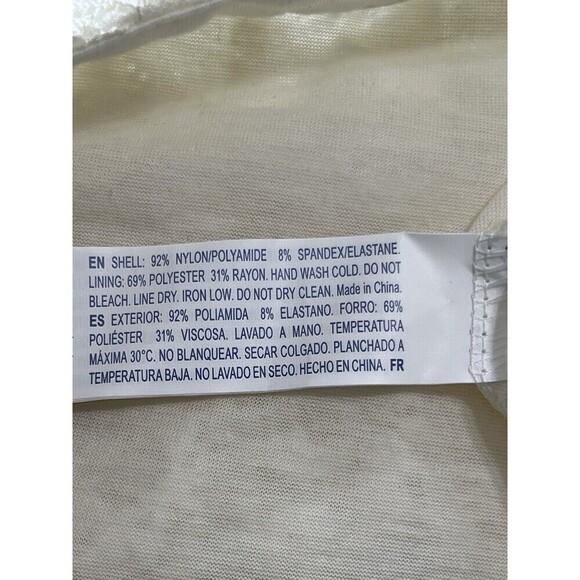 EN SHELL: 92% NYLON/POLYAMIDE 8% SPANDEX/ELASTANE.
LINING: 69% POLYESTER 31% RAYON. HAND WASH COLD. DO NOT
BLEACH. LINE DRY. IRON LOW. DO NOT DRY CLEAN. Made in China.
ES EXTERIOR: 92% POLIAMIDA 8% ELASTANO. FORRO: 69%
POLIÉSTER 31% VISCOSA. LAVADO A MANO. TEMPERATURA
MÁXIMA 30°C. NO BLANQUEAR. SECAR COLGADO. PLANCHADO A
TEMPERATURA BAJA. NO LAVADO EN SECO. HECHO EN CHINA. FR